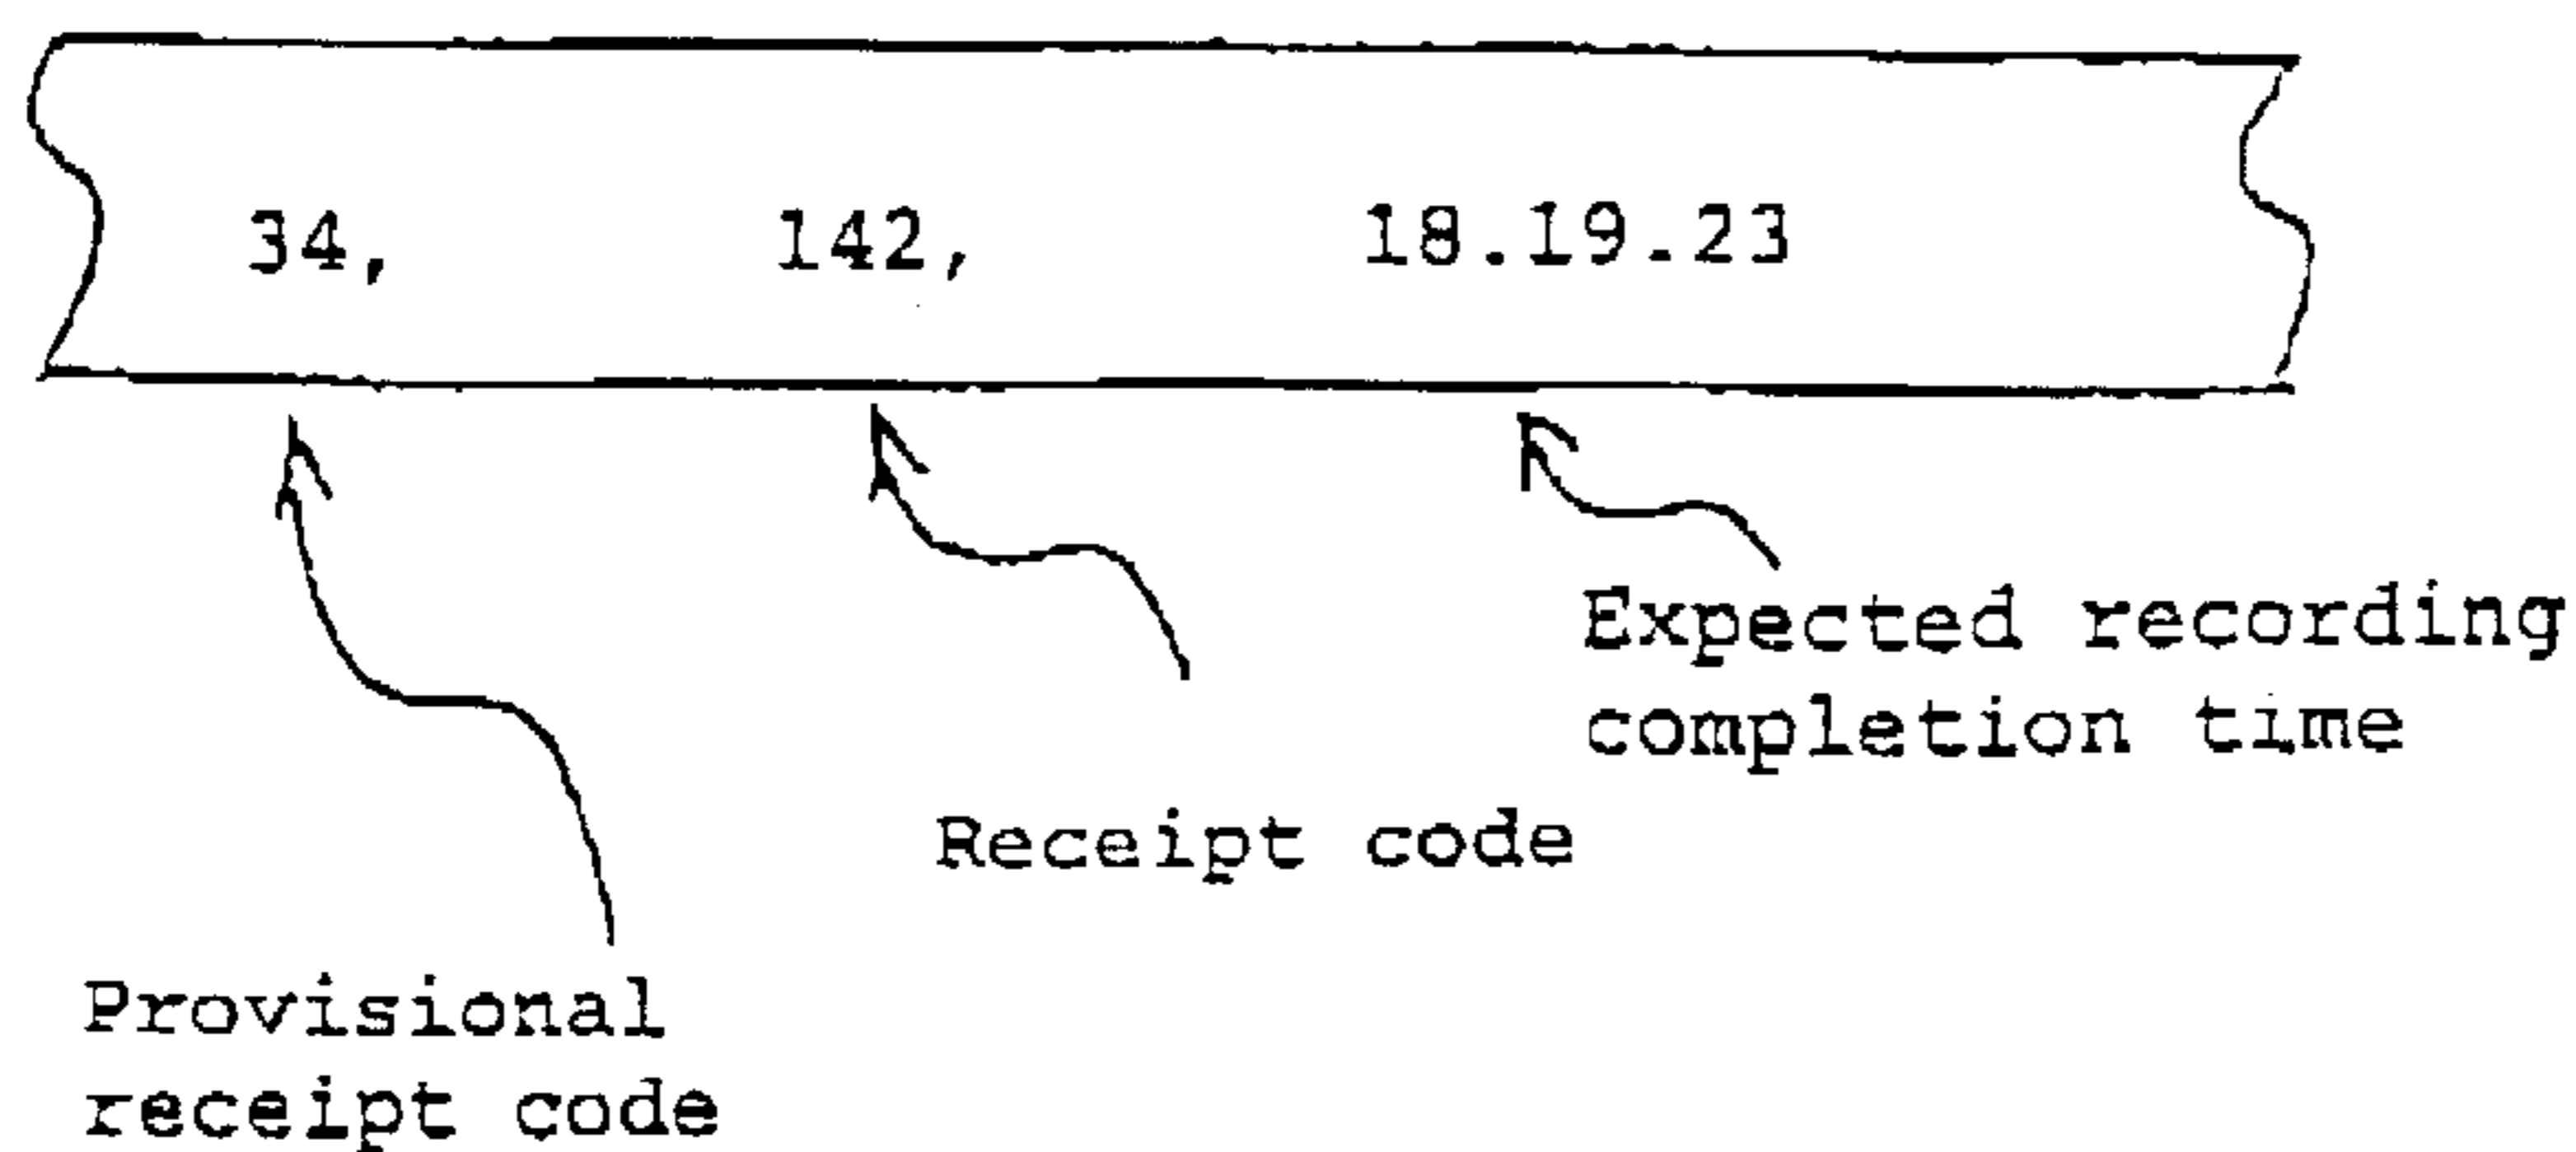 34, 142, 18.19.23
Expected recording
completion time
Receipt code
Provisional
receipt code